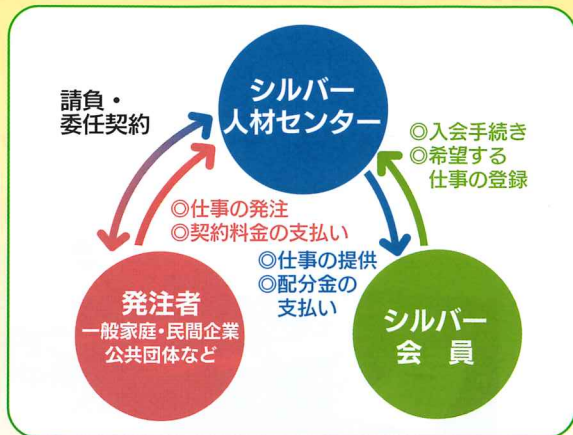 シルバー
人材センター
請負・
委任契約
◎入会手続き
◎希望する
仕事の登録
◎仕事の発注
◎契約料金の支払い
◎仕事の提供
◎配分金の
支払い
発注者
一般家庭・民間企業
公共団体など
シルバー
会 員